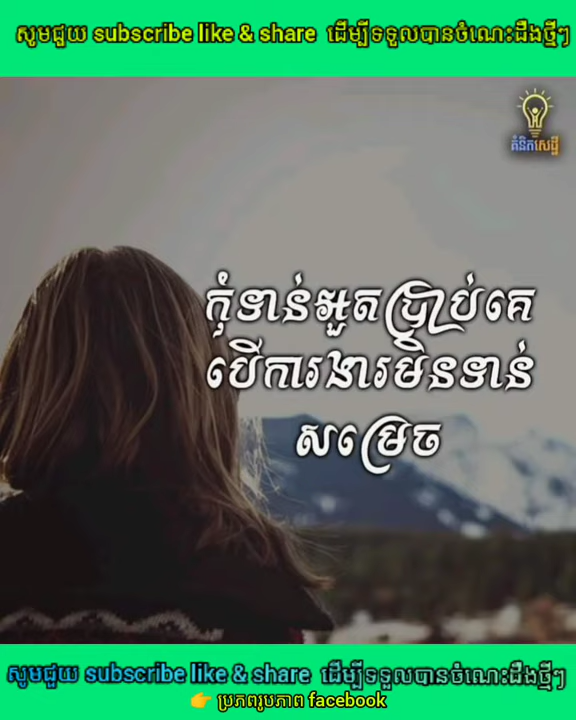 សូមជួយ subscribe like & share ដើម្បីទទួលបានចំណេះដឹងថ្មីៗ
គំនិតសេដ្ឋី
កុំទាន់អួតប្រាប់គេ
បើការងារមិនទាន់
សម្រេច
សូមជួយ subscribe like & share ដើម្បីទទួលបានចំណេះដឹងថ្មីៗ
👉 ប្រភពរូបភាព facebook